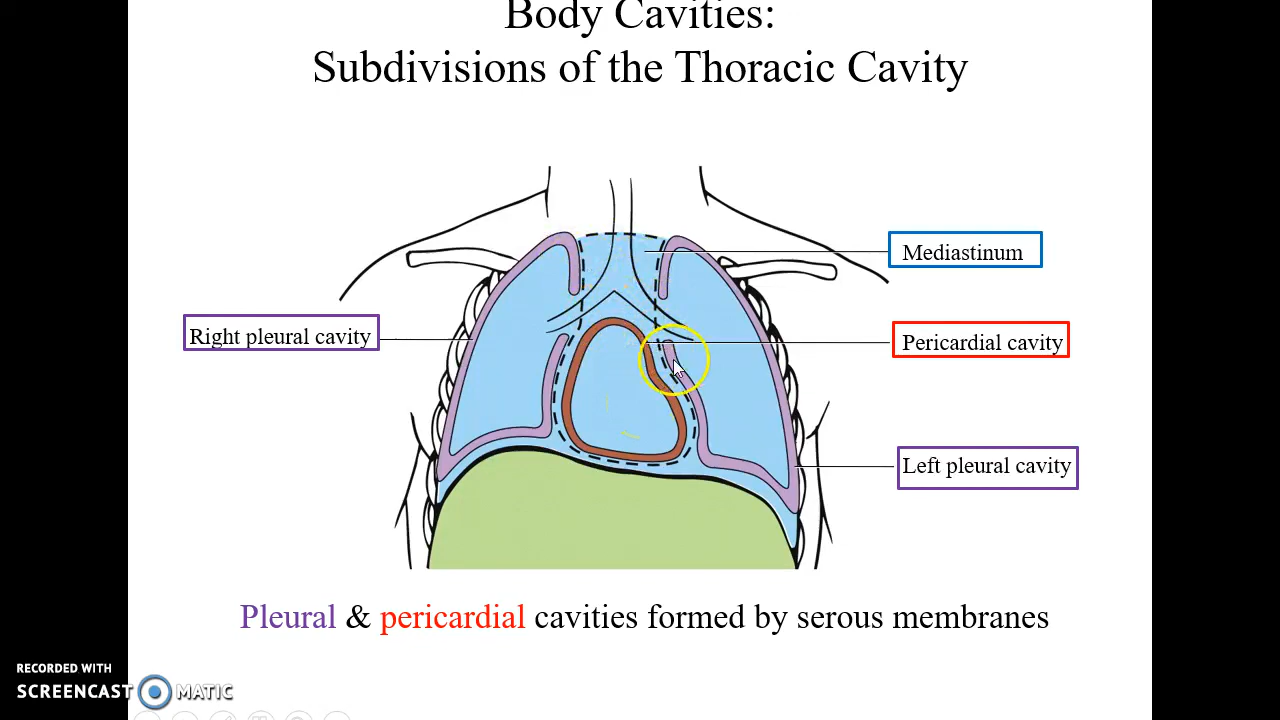 Body Cavities:
Subdivisions of the Thoracic Cavity
Mediastinum
Right pleural cavity
Pericardial cavity
Left pleural cavity
Pleural & pericardial cavities formed by serous membranes
RECORDED WITH
SCREENCAST MATIC